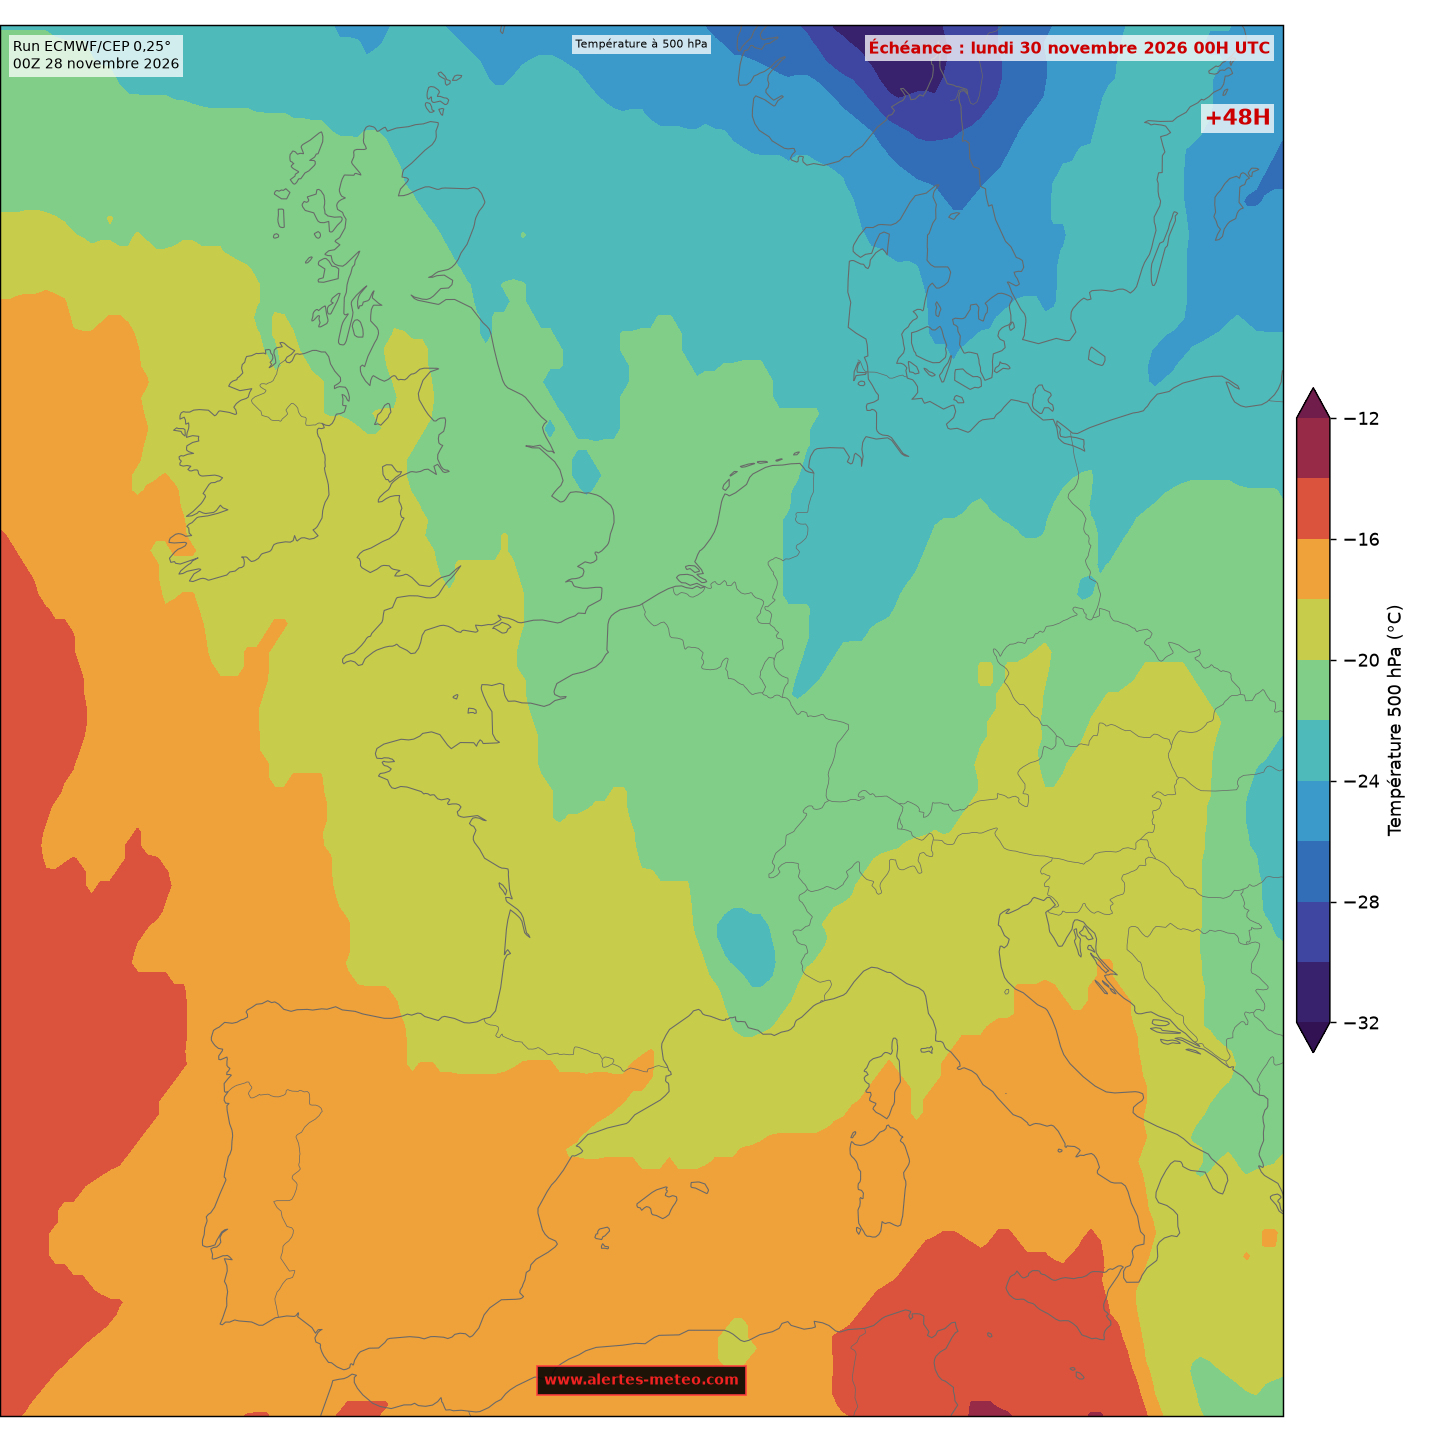 Run ECMWF/CEP 0,25°
00Z 28 novembre 2026
Température à 500 hPa
Échéance : lundi 30 novembre 2026 00H UTC
+48H
−12
−16
−20
−24
−28
−32
Température 500 hPa (°C)
www.alertes-meteo.com